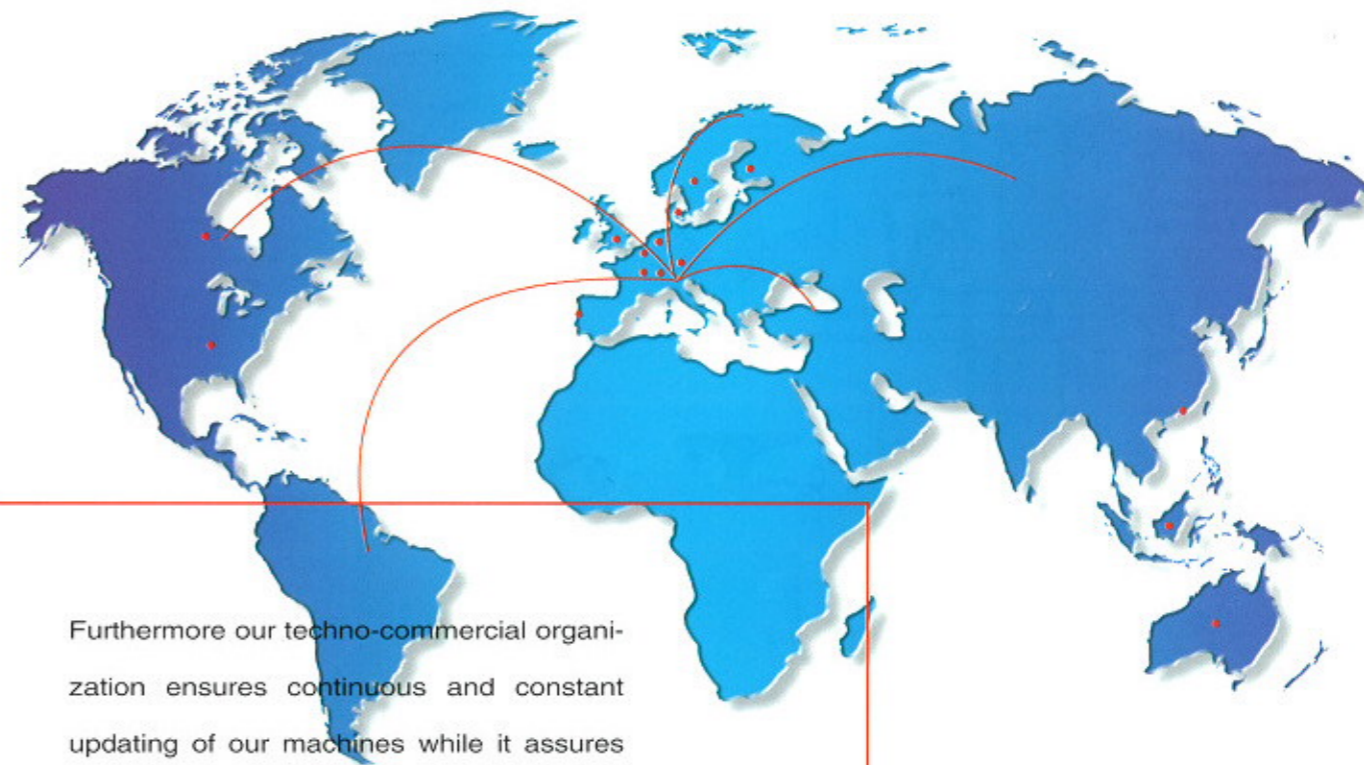 Furthermore our techno-commercial organi-
zation ensures continuous and constant
updating of our machines while it assures